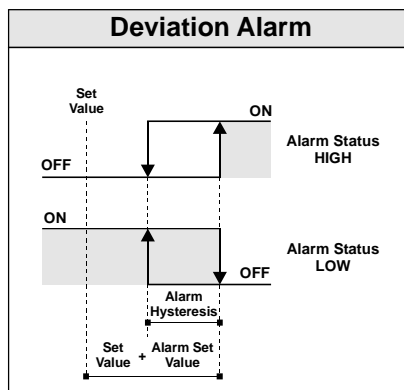 Deviation Alarm
Set
Value
ON
OFF
Alarm Status
HIGH
ON
OFF
Alarm Status
LOW
Alarm
Hysteresis
Set
Value
+
Alarm Set
Value